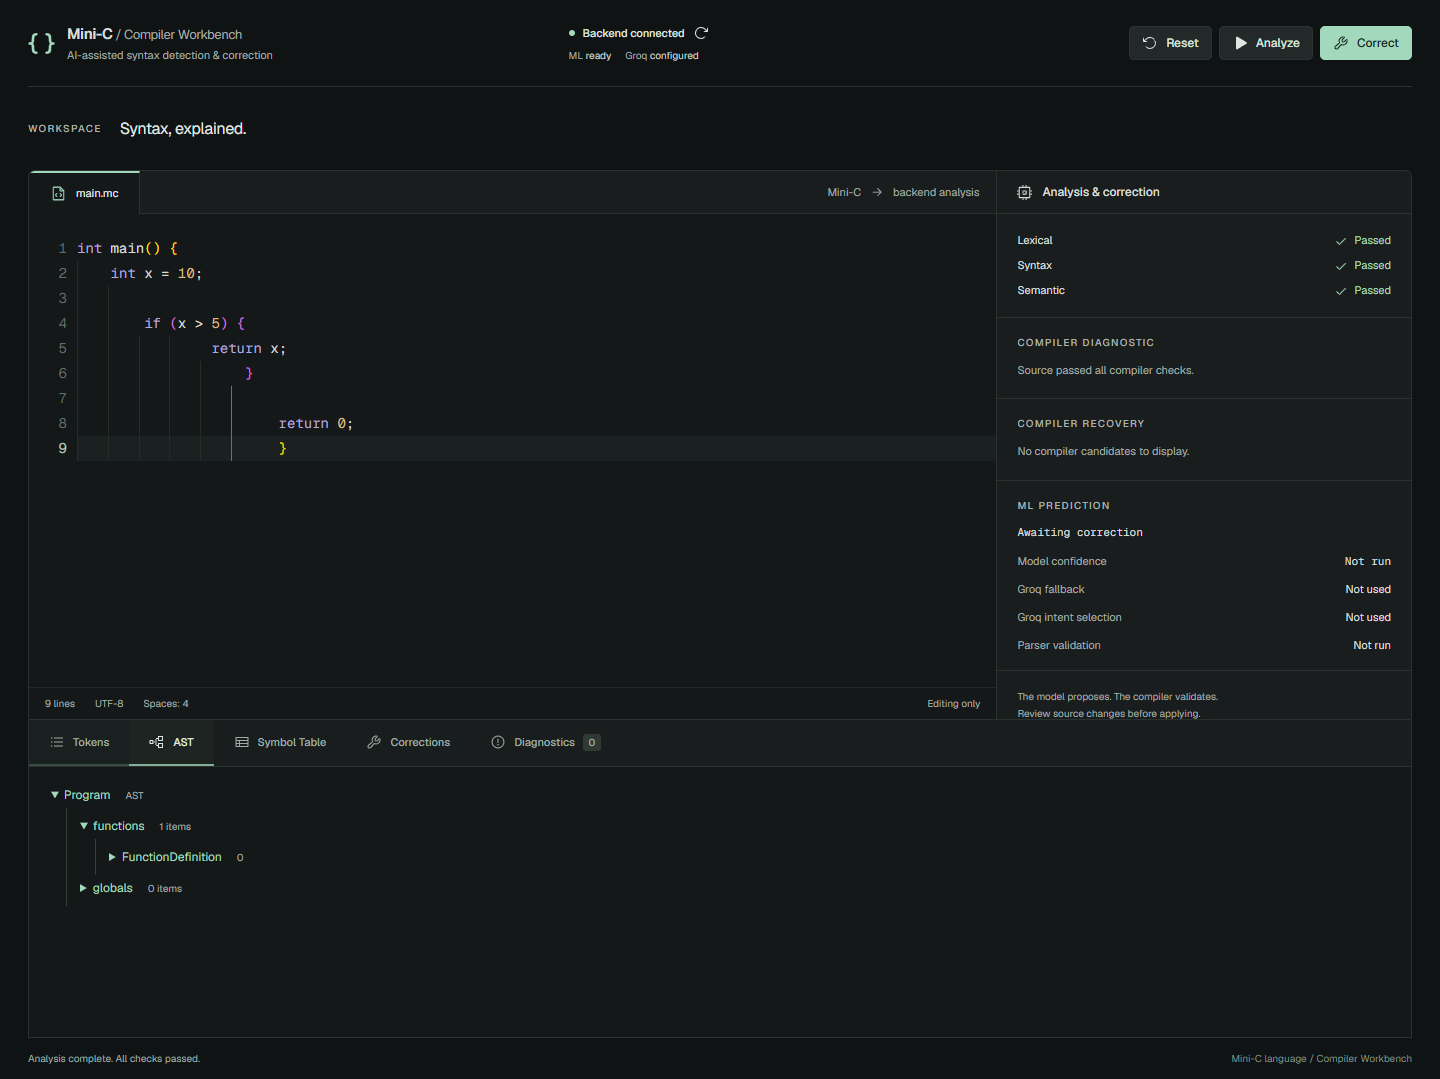 { } Mini-C / Compiler Workbench
AI-assisted syntax detection & correction
Backend connected
ML ready Groq configured
Reset
Analyze
Correct
WORKSPACE Syntax, explained.
main.mc
Mini-C → backend analysis
1 int main() {
2 int x = 10;
3
4 if (x > 5) {
5 return x;
6 }
7
8 return 0;
9 }
9 lines UTF-8 Spaces: 4 Editing only
Analysis & correction
Lexical ✓ Passed
Syntax ✓ Passed
Semantic ✓ Passed
COMPILER DIAGNOSTIC
Source passed all compiler checks.
COMPILER RECOVERY
No compiler candidates to display.
ML PREDICTION
Awaiting correction
Model confidence Not run
Groq fallback Not used
Groq intent selection Not used
Parser validation Not run
The model proposes. The compiler validates.
Review source changes before applying.
Tokens AST Symbol Table Corrections Diagnostics 0
Program AST
functions 1 items
FunctionDefinition 0
globals 0 items
Analysis complete. All checks passed.
Mini-C language / Compiler Workbench